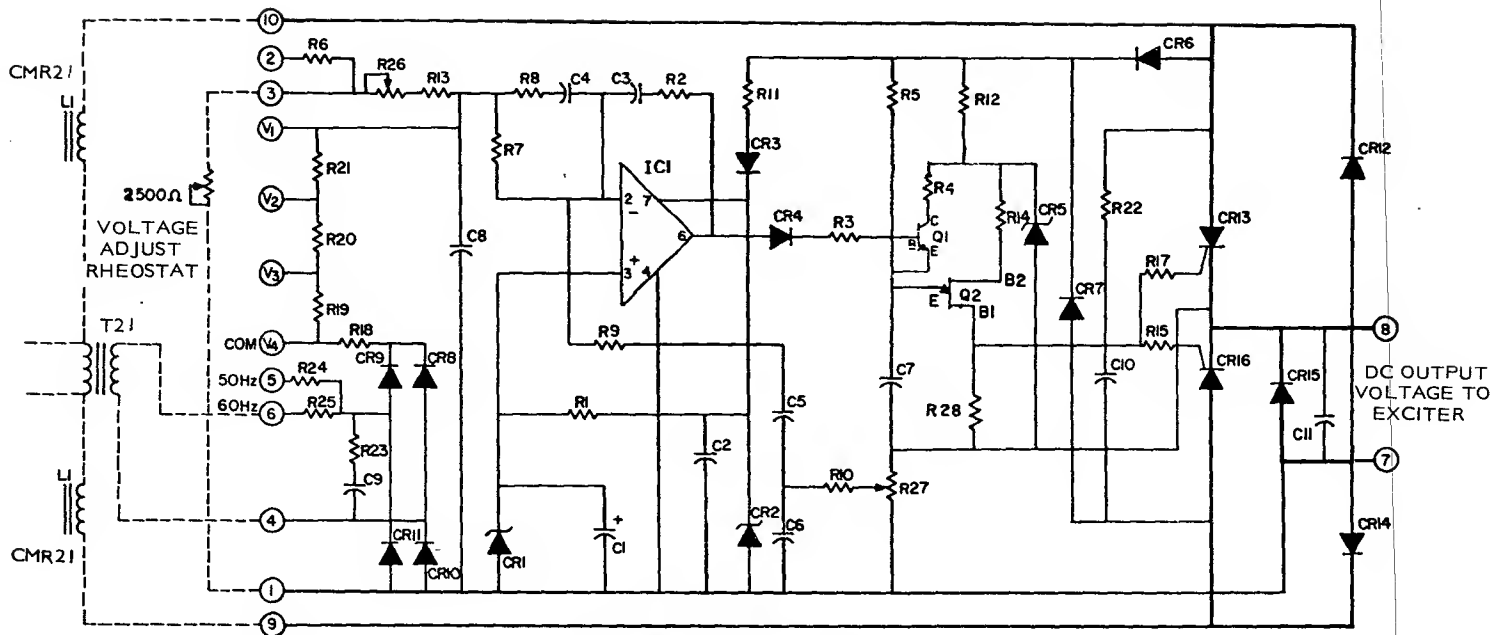 10
2
R6
CMR21
R26
3
R13
R8
C4
C3
R2
L1
V1
R11
R5
R12
CR6
R7
R21
IC1
CR3
CR12
2500Ω
V2
2
7
-
R4
C
VOLTAGE
ADJUST
RHEOSTAT
R20
C8
6
CR4
R3
B
Q1
E
R14
CR5
R22
CR13
V3
+
3
4
R17
R19
E
Q2
B2
B1
CR7
T21
COM
V4
R18
R9
R15
8
CR9
CR8
50Hz
5
R24
C7
C10
CR16
DC OUTPUT
VOLTAGE TO
EXCITER
60Hz
6
R25
R1
C5
R28
CR15
C11
R23
C2
7
C9
R10
R27
L1
4
+
C1
CR2
C6
CR14
CMR21
CR11
CR10
CR1
1
9